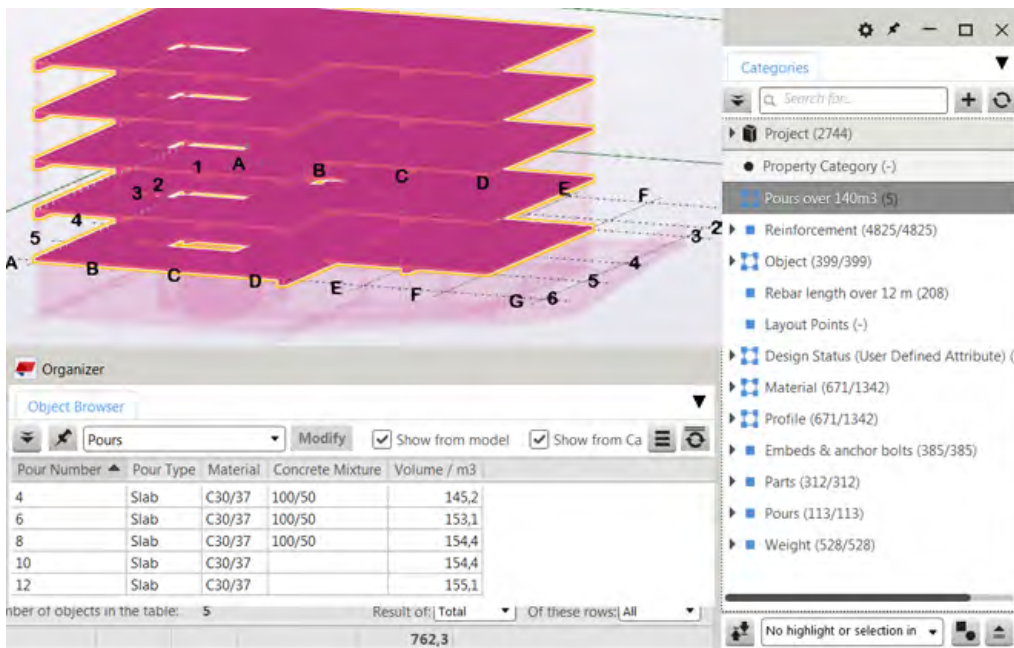 1
A
B
C
D
E
F
3
2
4
5
A
B
C
D
E
F
G
6
5
4
3
2
Categories
Search for...
Project (2744)
Property Category (-)
Pours over 140m3 (5)
Reinforcement (4825/4825)
Object (399/399)
Rebar length over 12 m (208)
Layout Points (-)
Design Status (User Defined Attribute) (
Material (671/1342)
Profile (671/1342)
Embeds & anchor bolts (385/385)
Parts (312/312)
Pours (113/113)
Weight (528/528)
No highlight or selection in
Organizer
Object Browser
Pours Modify Show from model Show from Ca
Pour Number Pour Type Material Concrete Mixture Volume / m3
4 Slab C30/37 100/50 145,2
6 Slab C30/37 100/50 153,1
8 Slab C30/37 100/50 154,4
10 Slab C30/37 154,4
12 Slab C30/37 155,1
nber of objects in the table: 5 Result of: Total Of these rows: All
762,3